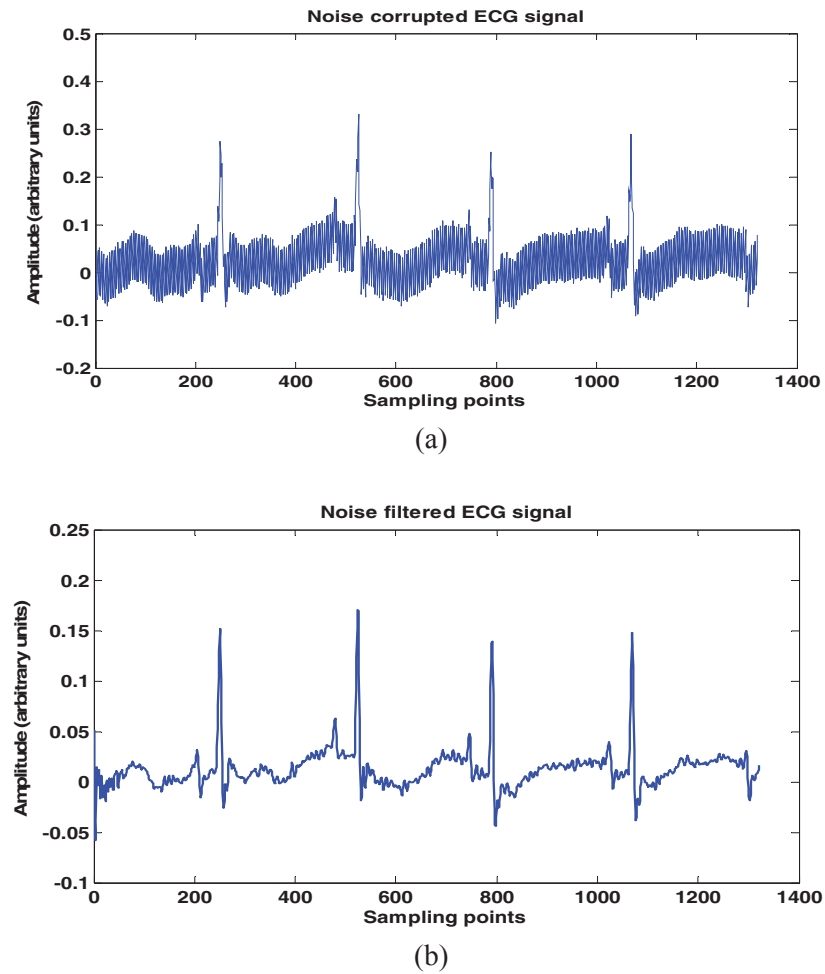 Noise corrupted ECG signal
0.5
0.4
0.3
0.2
0.1
0
-0.1
-0.2
Amplitude (arbitrary units)
0 200 400 600 800 1000 1200 1400
Sampling points
(a)
Noise filtered ECG signal
0.25
0.2
0.15
0.1
0.05
0
-0.05
-0.1
Amplitude (arbitrary units)
0 200 400 600 800 1000 1200 1400
Sampling points
(b)